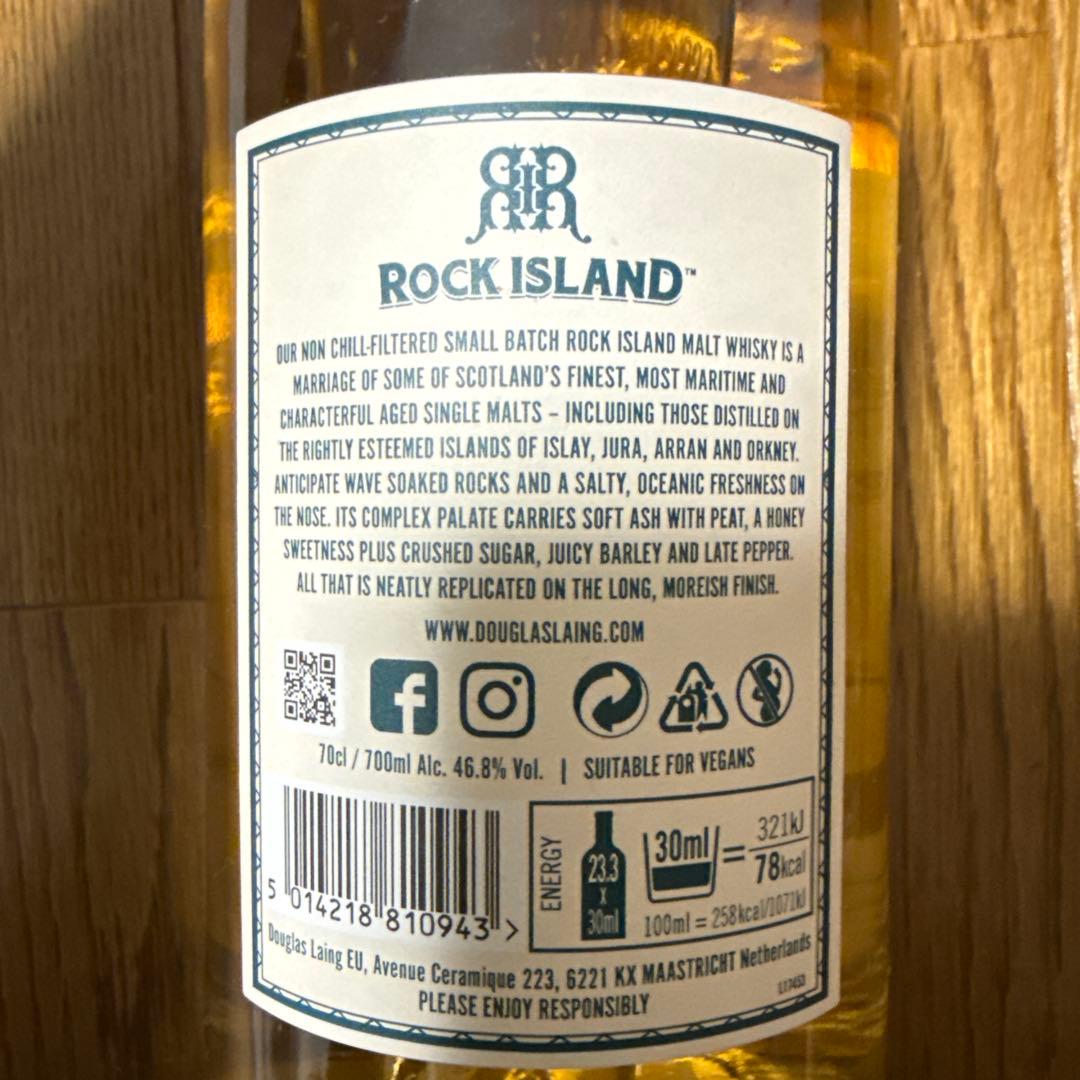 RIR
ROCK ISLAND™
OUR NON CHILL-FILTERED SMALL BATCH ROCK ISLAND MALT WHISKY IS A
MARRIAGE OF SOME OF SCOTLAND'S FINEST, MOST MARITIME AND
CHARACTERFUL AGED SINGLE MALTS – INCLUDING THOSE DISTILLED ON
THE RIGHTLY ESTEEMED ISLANDS OF ISLAY, JURA, ARRAN AND ORKNEY.
ANTICIPATE WAVE SOAKED ROCKS AND A SALTY, OCEANIC FRESHNESS ON
THE NOSE. ITS COMPLEX PALATE CARRIES SOFT ASH WITH PEAT, A HONEY
SWEETNESS PLUS CRUSHED SUGAR, JUICY BARLEY AND LATE PEPPER.
ALL THAT IS NEATLY REPLICATED ON THE LONG, MOREISH FINISH.
WWW.DOUGLASLAING.COM
70cl / 700ml Alc. 46.8% Vol. | SUITABLE FOR VEGANS
5 014218 810943 >
ENERGY
23.3
x
30ml
30ml = 321kJ
78kcal
100ml = 258kcal/1071kJ
Douglas Laing EU, Avenue Ceramique 223, 6221 KX MAASTRICHT Netherlands
PLEASE ENJOY RESPONSIBLY